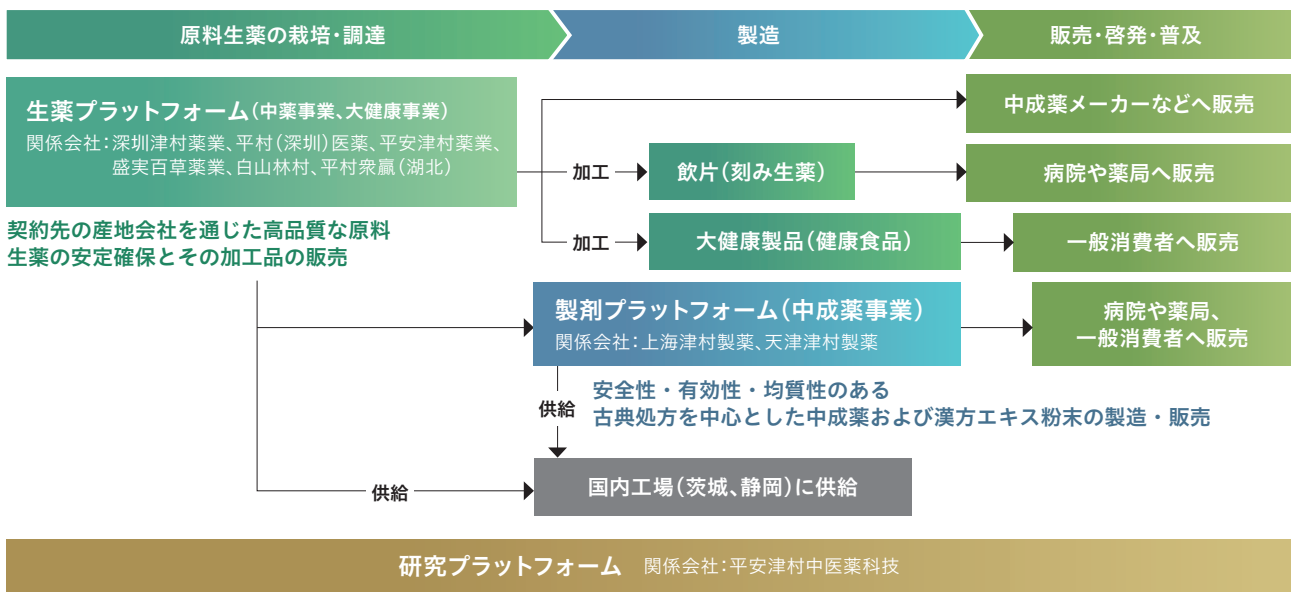 原料生薬の栽培・調達
製造
販売・啓発・普及
生薬プラットフォーム(中薬事業、大健康事業)
関係会社:深圳津村薬業、平村(深圳)医薬、平安津村薬業、
盛実百草薬業、白山林村、平村衆贏(湖北)
契約先の産地会社を通じた高品質な原料
生薬の安定確保とその加工品の販売
中成薬メーカーなどへ販売
加工
飲片(刻み生薬)
病院や薬局へ販売
加工
大健康製品(健康食品)
一般消費者へ販売
製剤プラットフォーム(中成薬事業)
関係会社:上海津村製薬、天津津村製薬
病院や薬局、
一般消費者へ販売
供給
安全性・有効性・均質性のある
古典処方を中心とした中成薬および漢方エキス粉末の製造・販売
供給
国内工場(茨城、静岡)に供給
研究プラットフォーム 関係会社:平安津村中医薬科技